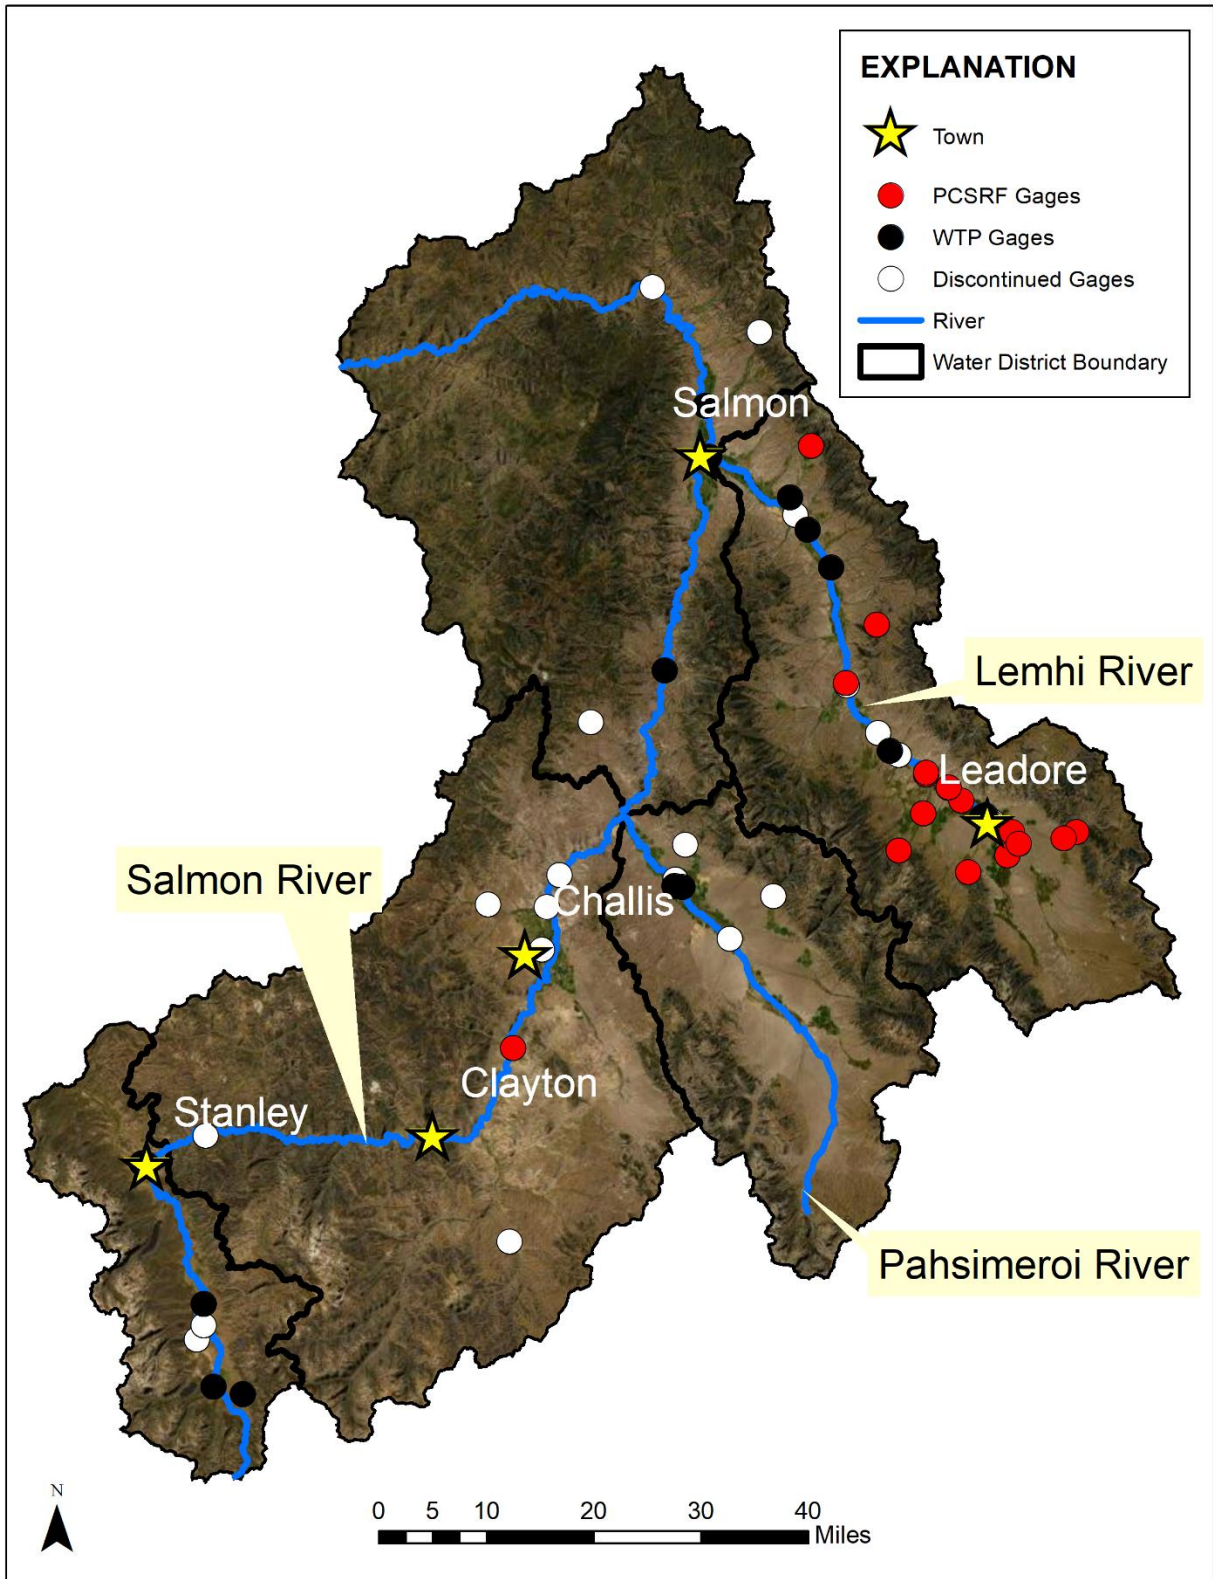 EXPLANATION
Town
PCSRF Gages
WTP Gages
Discontinued Gages
River
Water District Boundary
Salmon
Lemhi River
Leadore
Salmon River
Challis
Clayton
Stanley
Pahsimeroi River
N
0 5 10 20 30 40
Miles